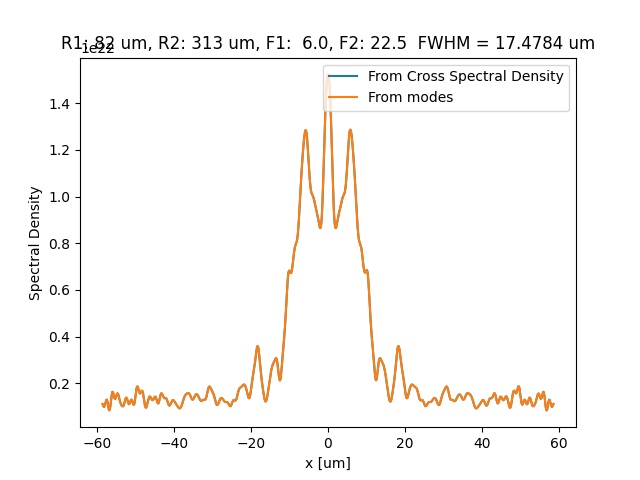 R1: 82 um, R2: 313 um, F1:  6.0, F2: 22.5  FWHM = 17.4784 um
1e22
From Cross Spectral Density
From modes
1.4
1.2
1.0
0.8
0.6
0.4
0.2
Spectral Density
−60 −40 −20 0 20 40 60
x [um]